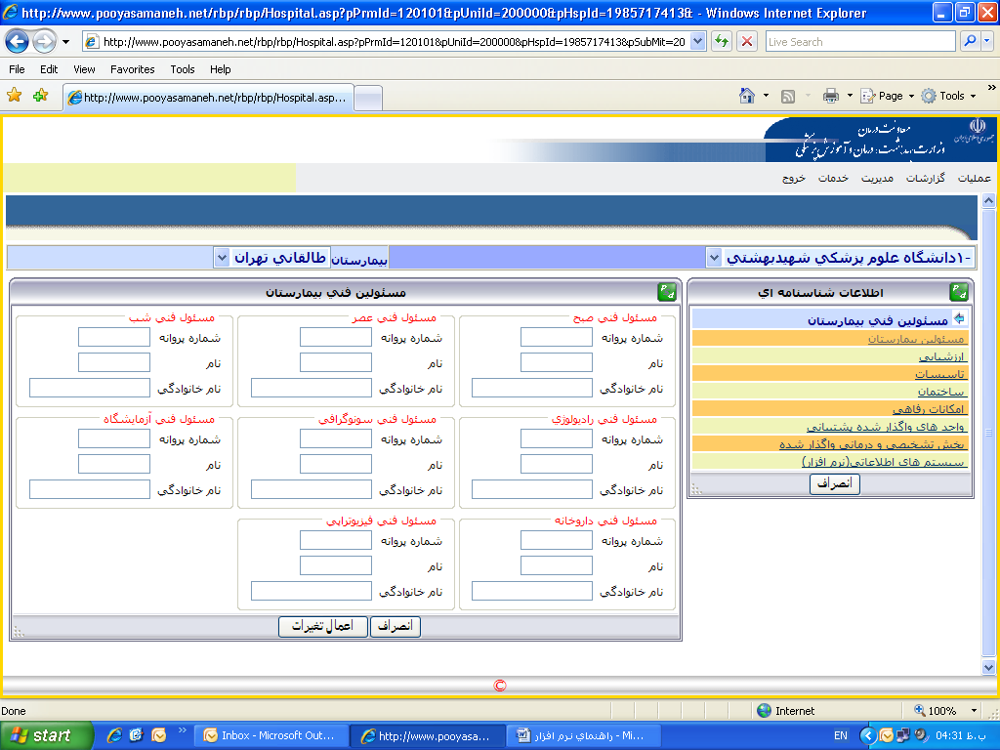 http://www.pooyasamaneh.net/rbp/rbp/Hospital.asp?pPrmId=120101&pUniId=200000&pHspId=1985717413& - Windows Internet Explorer
http://www.pooyasamaneh.net/rbp/rbp/Hospital.asp?pPrmId=120101&pUniId=200000&pHspId=1985717413&pSubMit=20
Live Search
File Edit View Favorites Tools Help
http://www.pooyasamaneh.net/rbp/rbp/Hospital.asp...
Page Tools »
معاونت درمان
وزارت بهداشت، درمان و آموزش پزشکی
جمهوری اسلامی ایران
عمليات گزارشات مديريت خدمات خروج
۱-دانشگاه علوم پزشكي شهيدبهشتي
بيمارستان طالقاني تهران
اطلاعات شناسنامه اي
مسئولين فني بيمارستان
مسئولين بيمارستان
ارزشيابي
تاسيسات
ساختمان
امكانات رفاهي
واحد هاي واگذار شده پشتيباني
بخش تشخيصي و درماني واگذار شده
سيستم هاي اطلاعاتي(نرم افزار)
انصراف
مسئولين فني بيمارستان
مسئول فني صبح
شماره پروانه
نام
نام خانوادگي
مسئول فني عصر
شماره پروانه
نام
نام خانوادگي
مسئول فني شب
شماره پروانه
نام
نام خانوادگي
مسئول فني راديولوژي
شماره پروانه
نام
نام خانوادگي
مسئول فني سونوگرافي
شماره پروانه
نام
نام خانوادگي
مسئول فني آزمايشگاه
شماره پروانه
نام
نام خانوادگي
مسئول فني داروخانه
شماره پروانه
نام
نام خانوادگي
مسئول فني فيزيوتراپي
شماره پروانه
نام
نام خانوادگي
انصراف اعمال تغيرات
©
Done Internet 100%
start » Inbox - Microsoft Out... http://www.pooyasa... راهنماي نرم افزار - Mi... EN 04:31 ب.ظ